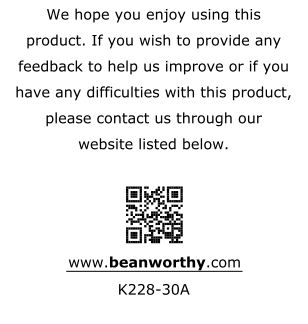 We hope you enjoy using this
product. If you wish to provide any
feedback to help us improve or if you
have any difficulties with this product,
please contact us through our
website listed below.
www.beanworthy.com
K228-30A